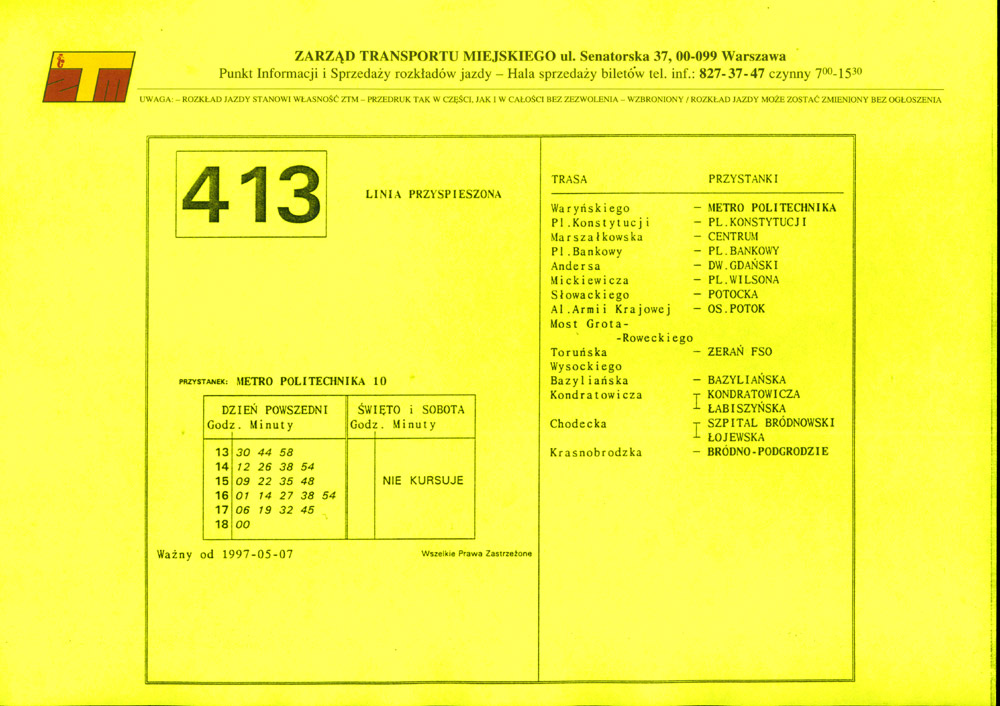 ZARZĄD TRANSPORTU MIEJSKIEGO ul. Senatorska 37, 00-099 Warszawa
Punkt Informacji i Sprzedaży rozkładów jazdy – Hala sprzedaży biletów tel. inf.: 827-37-47 czynny 7⁰⁰-15³⁰
UWAGA: – ROZKŁAD JAZDY STANOWI WŁASNOŚĆ ZTM – PRZEDRUK TAK W CZĘŚCI, JAK I W CAŁOŚCI BEZ ZEZWOLENIA – WZBRONIONY / ROZKŁAD JAZDY MOŻE ZOSTAĆ ZMIENIONY BEZ OGŁOSZENIA
ZTM
413
LINIA PRZYSPIESZONA
PRZYSTANEK: METRO POLITECHNIKA 10
DZIEŃ POWSZEDNI ŚWIĘTO i SOBOTA
Godz. Minuty Godz. Minuty
13 30 44 58
14 12 26 38 54
15 09 22 35 48 NIE KURSUJE
16 01 14 27 38 54
17 06 19 32 45
18 00
Ważny od 1997-05-07 Wszelkie Prawa Zastrzeżone
TRASA PRZYSTANKI
Waryńskiego – METRO POLITECHNIKA
Pl.Konstytucji – PL.KONSTYTUCJI
Marszałkowska – CENTRUM
Pl.Bankowy – PL.BANKOWY
Andersa – DW.GDAŃSKI
Mickiewicza – PL.WILSONA
Słowackiego – POTOCKA
Al.Armii Krajowej – OS.POTOK
Most Grota-
-Roweckiego
Toruńska – ZERAŃ FSO
Wysockiego
Bazyliańska – BAZYLIAŃSKA
Kondratowicza KONDRATOWICZA
ŁABISZYŃSKA
Chodecka SZPITAL BRÓDNOWSKI
ŁOJEWSKA
Krasnobrodzka – BRÓDNO-PODGRODZIE